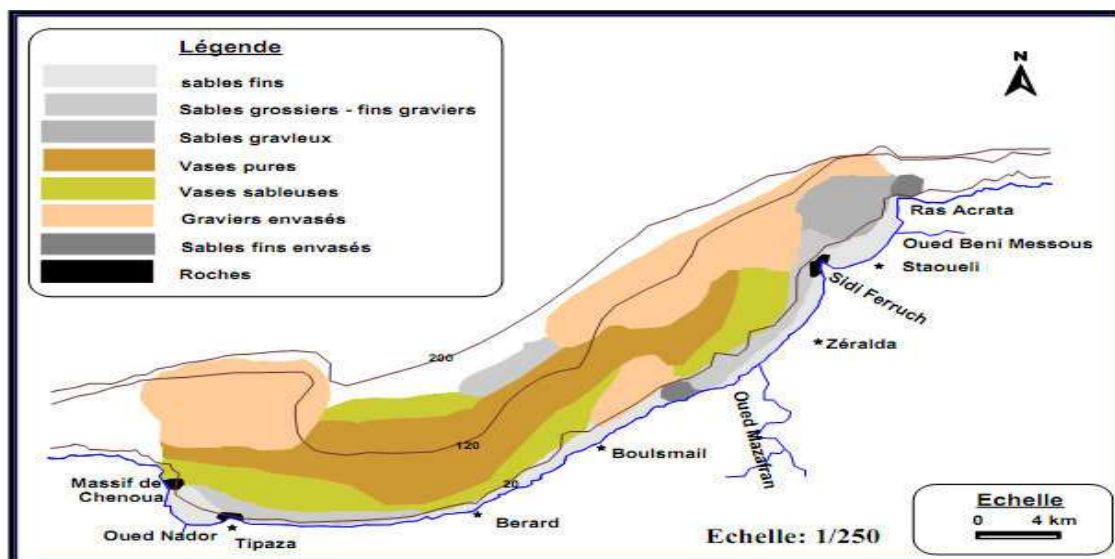 Légende
sables fins
Sables grossiers - fins graviers
Sables gravleux
Vases pures
Vases sableuses
Graviers envasés
Sables fins envasés
Roches
N
Ras Acrata
Oued Beni Messous
Staoueli
Sidi Ferruch
Zéralda
200
Oued Mazafran
120
Boulsmail
20
Massif de
Chenoua
Berard
Oued Nador
Tipaza
Echelle: 1/250
Echelle
0 4 km